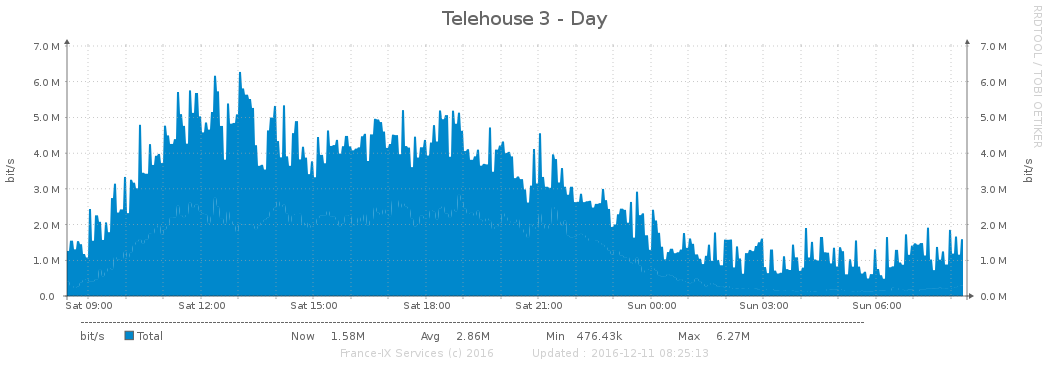 Telehouse 3 - Day
RRDTOOL / TOBI OETIKER
bit/s
7.0 M 7.0 M
6.0 M 6.0 M
5.0 M 5.0 M
4.0 M 4.0 M
3.0 M 3.0 M
2.0 M 2.0 M
1.0 M 1.0 M
0.0 0.0 M
bit/s
Sat 09:00 Sat 12:00 Sat 15:00 Sat 18:00 Sat 21:00 Sun 00:00 Sun 03:00 Sun 06:00
bit/s Total Now 1.58M Avg 2.86M Min 476.43k Max 6.27M
France-IX Services (c) 2016 Updated : 2016-12-11 08:25:13